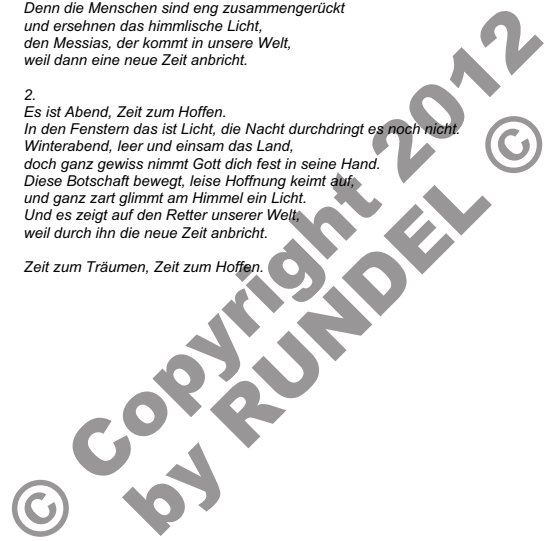 Denn die Menschen sind eng zusammengerückt
und ersehnen das himmlische Licht,
den Messias, der kommt in unsere Welt,
weil dann eine neue Zeit anbricht.

2.
Es ist Abend, Zeit zum Hoffen.
In den Fenstern das ist Licht, die Nacht durchdringt es noch nicht.
Winterabend, leer und einsam das Land,
doch ganz gewiss nimmt Gott dich fest in seine Hand.
Diese Botschaft bewegt, leise Hoffnung keimt auf,
und ganz zart glimmt am Himmel ein Licht.
Und es zeigt auf den Retter unserer Welt,
weil durch ihn die neue Zeit anbricht.

Zeit zum Träumen, Zeit zum Hoffen.

© Copyright 2012
by RUNDEL ©